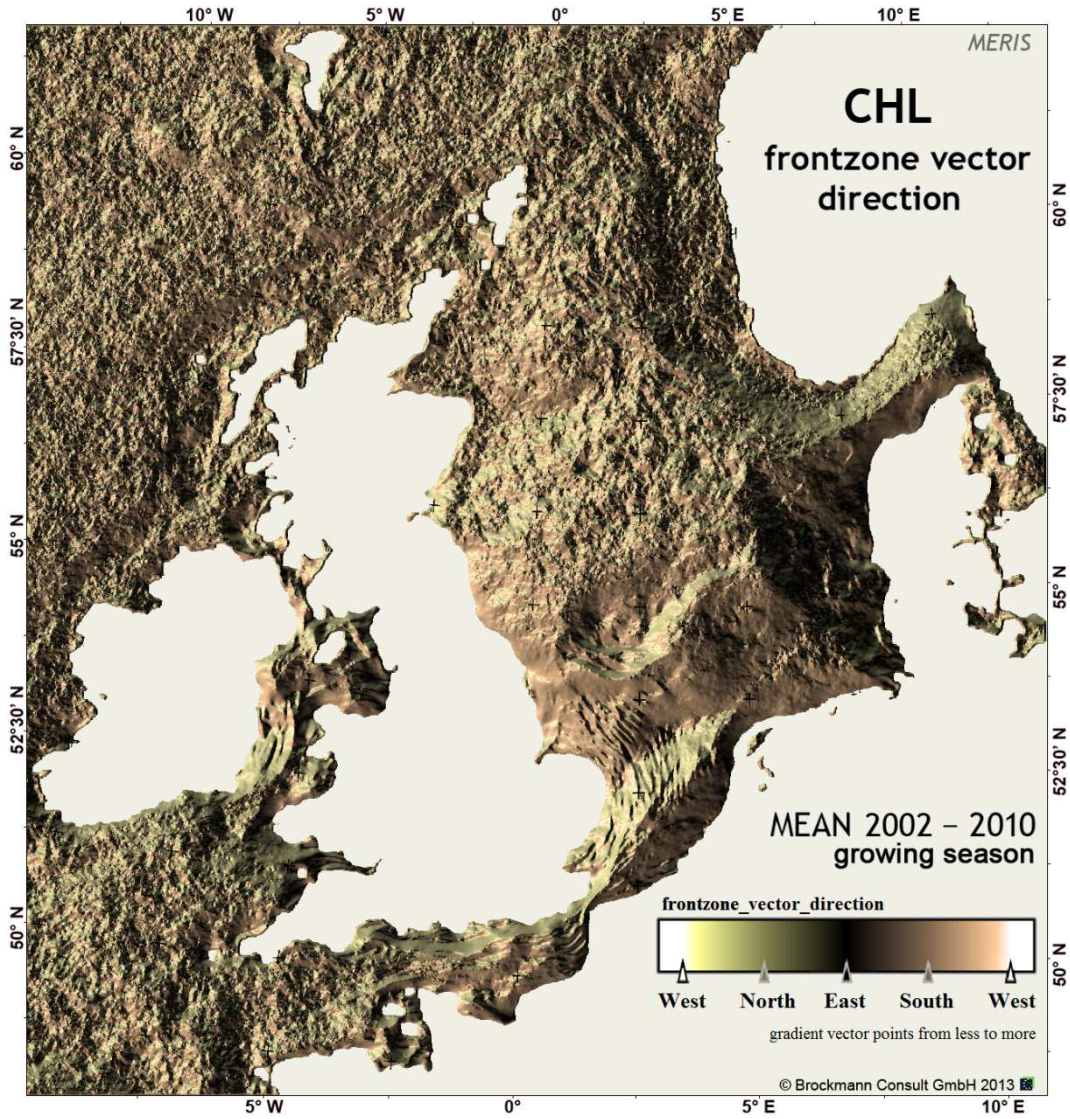 10° W 5° W 0° 5° E 10° E
MERIS
CHL
frontzone vector
direction
60° N
60° N
57°30' N
57°30' N
55° N
55° N
52°30' N
52°30' N
MEAN 2002 – 2010
growing season
frontzone_vector_direction
50° N
50° N
West North East South West
gradient vector points from less to more
© Brockmann Consult GmbH 2013
5° W 0° 5° E 10° E